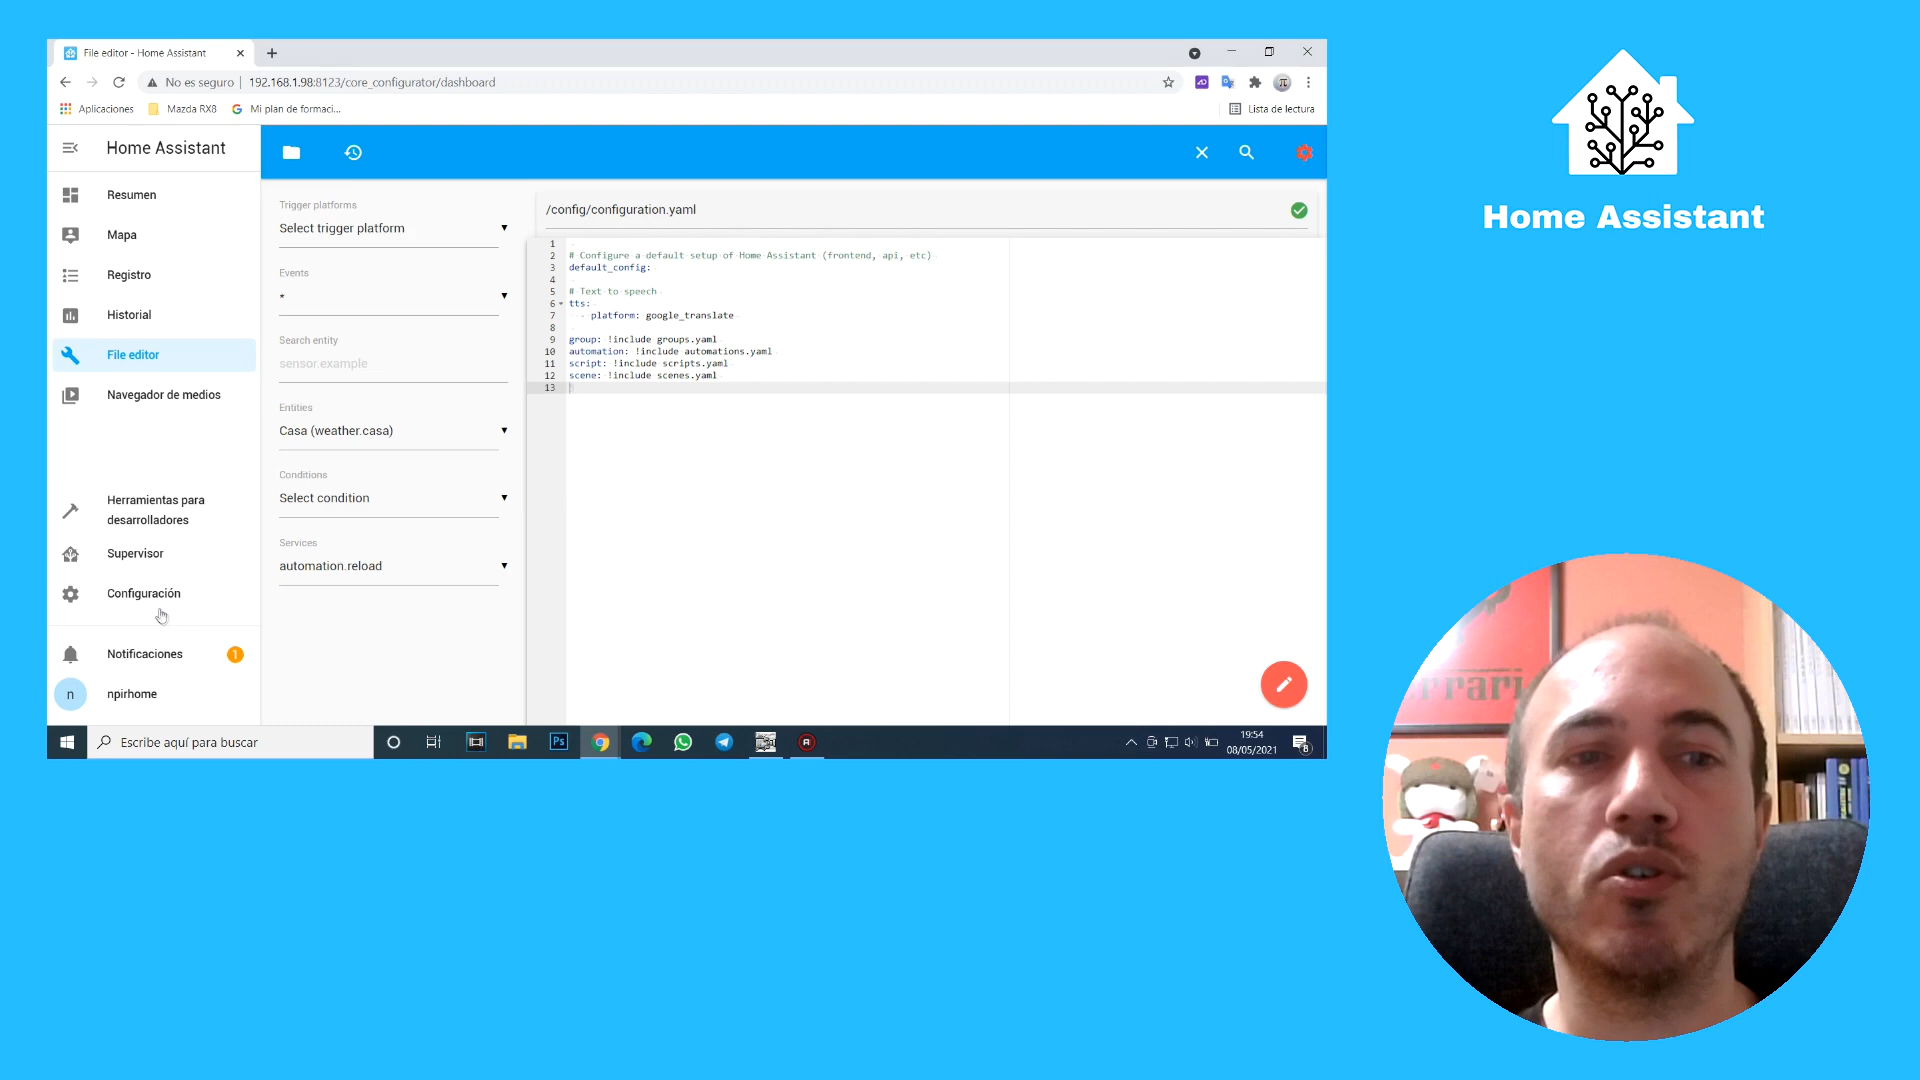 File editor - Home Assistant
No es seguro | 192.168.1.98:8123/core_configurator/dashboard
Aplicaciones Mazda RX8 Mi plan de formaci... Lista de lectura
Home Assistant
Resumen
Mapa
Registro
Historial
File editor
Navegador de medios
Herramientas para
desarrolladores
Supervisor
Configuración
Notificaciones 1
n npirhome
Trigger platforms
Select trigger platform
Events
*
Search entity
sensor.example
Entities
Casa (weather.casa)
Conditions
Select condition
Services
automation.reload
/config/configuration.yaml
1
2 # Configure a default setup of Home Assistant (frontend, api, etc)
3 default_config:
4
5 # Text to speech
6 tts:
7 - platform: google_translate
8
9 group: !include groups.yaml
10 automation: !include automations.yaml
11 script: !include scripts.yaml
12 scene: !include scenes.yaml
13
Escribe aquí para buscar
Ps
19:54
08/05/2021
8
Home Assistant